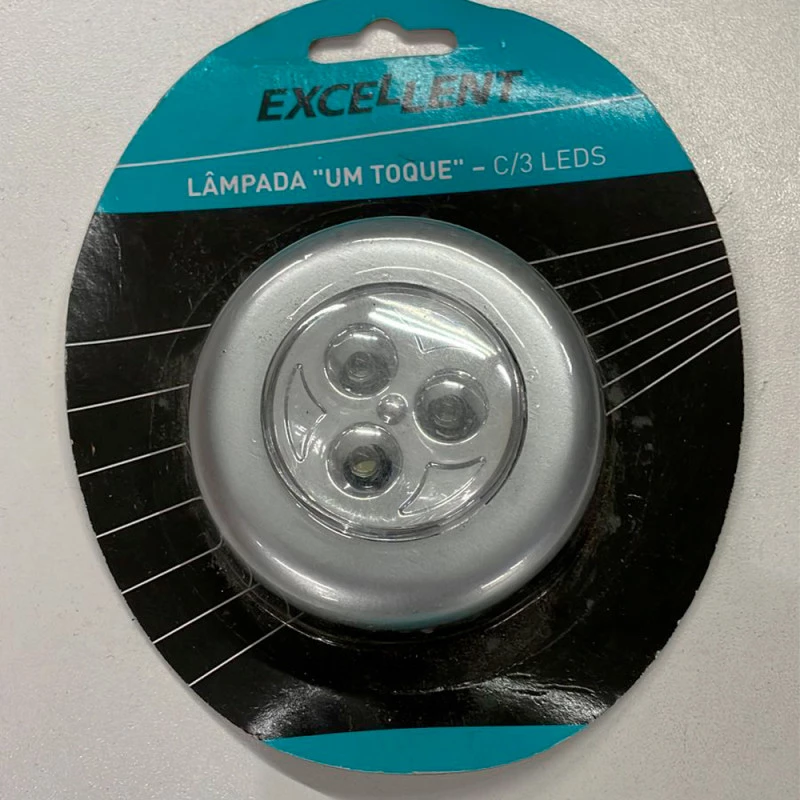 EXCELLENT
LÂMPADA "UM TOQUE" – C/3 LEDS